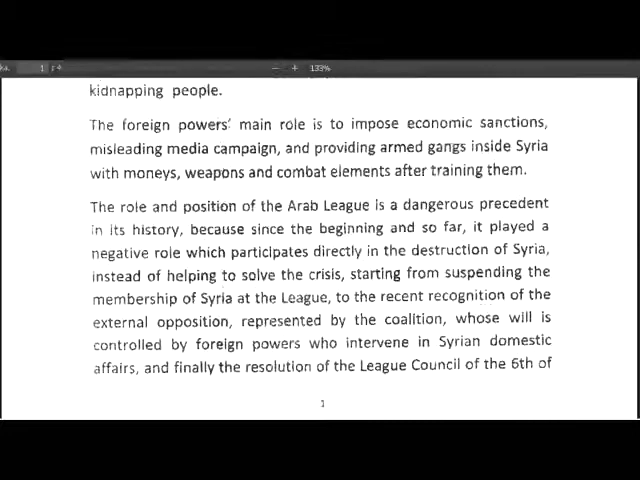 1
133%
kidnapping people.
The foreign powers' main role is to impose economic sanctions,
misleading media campaign, and providing armed gangs inside Syria
with moneys, weapons and combat elements after training them.
The role and position of the Arab League is a dangerous precedent
in its history, because since the beginning and so far, it played a
negative role which participates directly in the destruction of Syria,
instead of helping to solve the crisis, starting from suspending the
membership of Syria at the League, to the recent recognition of the
external opposition, represented by the coalition, whose will is
controlled by foreign powers who intervene in Syrian domestic
affairs, and finally the resolution of the League Council of the 6th of
1